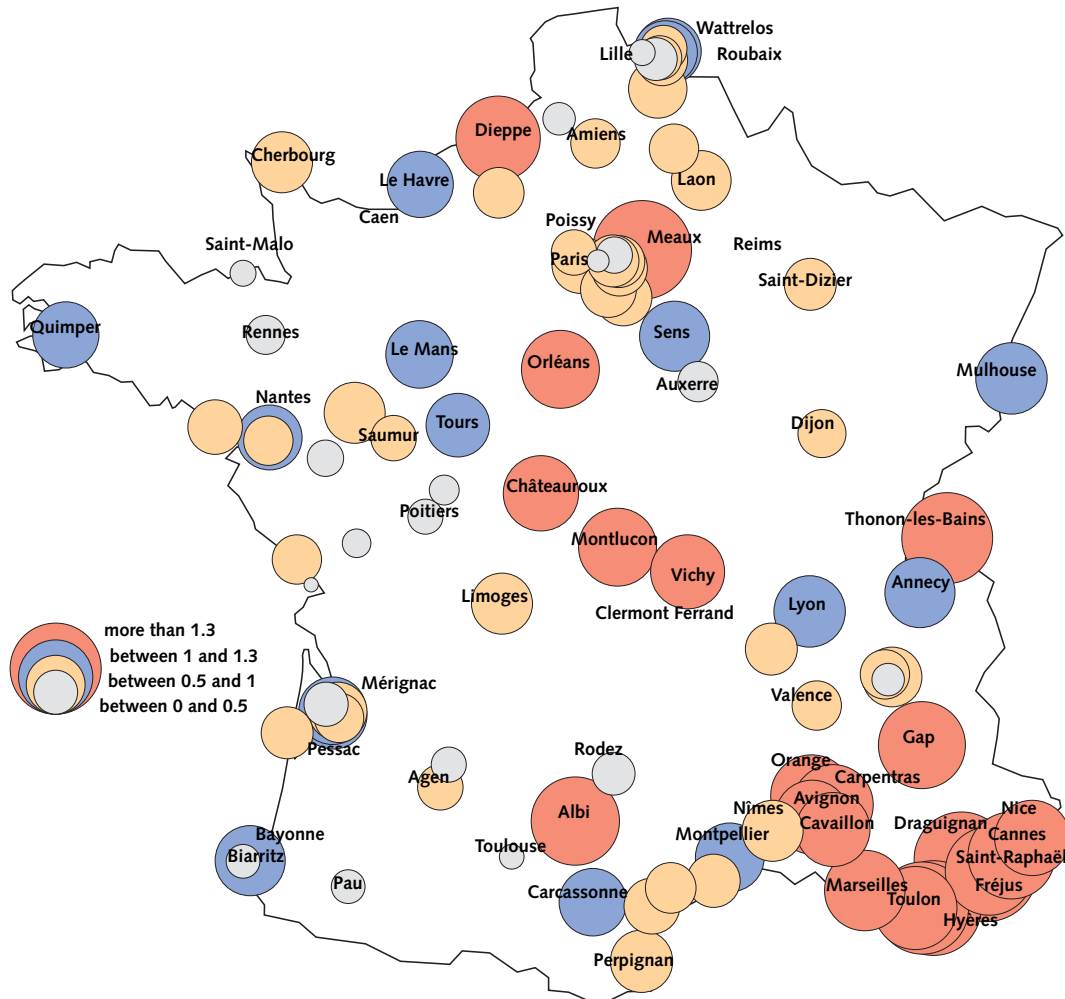 Wattrelos
Lille
Roubaix
Dieppe
Amiens
Cherbourg
Le Havre
Laon
Caen
Poissy
Saint-Malo
Meaux
Reims
Paris
Saint-Dizier
Quimper
Rennes
Le Mans
Sens
Orléans
Mulhouse
Auxerre
Nantes
Tours
Saumur
Dijon
Châteauroux
Poitiers
Thonon-les-Bains
Montlucon
Vichy
Annecy
Limoges
Clermont Ferrand
Lyon
more than 1.3
between 1 and 1.3
between 0.5 and 1
between 0 and 0.5
Mérignac
Valence
Pessac
Gap
Rodez
Orange
Agen
Carpentras
Avignon
Albi
Nîmes
Cavaillon
Nice
Draguignan
Cannes
Bayonne
Montpellier
Toulouse
Biarritz
Saint-Raphaël
Pau
Marseilles
Fréjus
Carcassonne
Toulon
Hyères
Perpignan